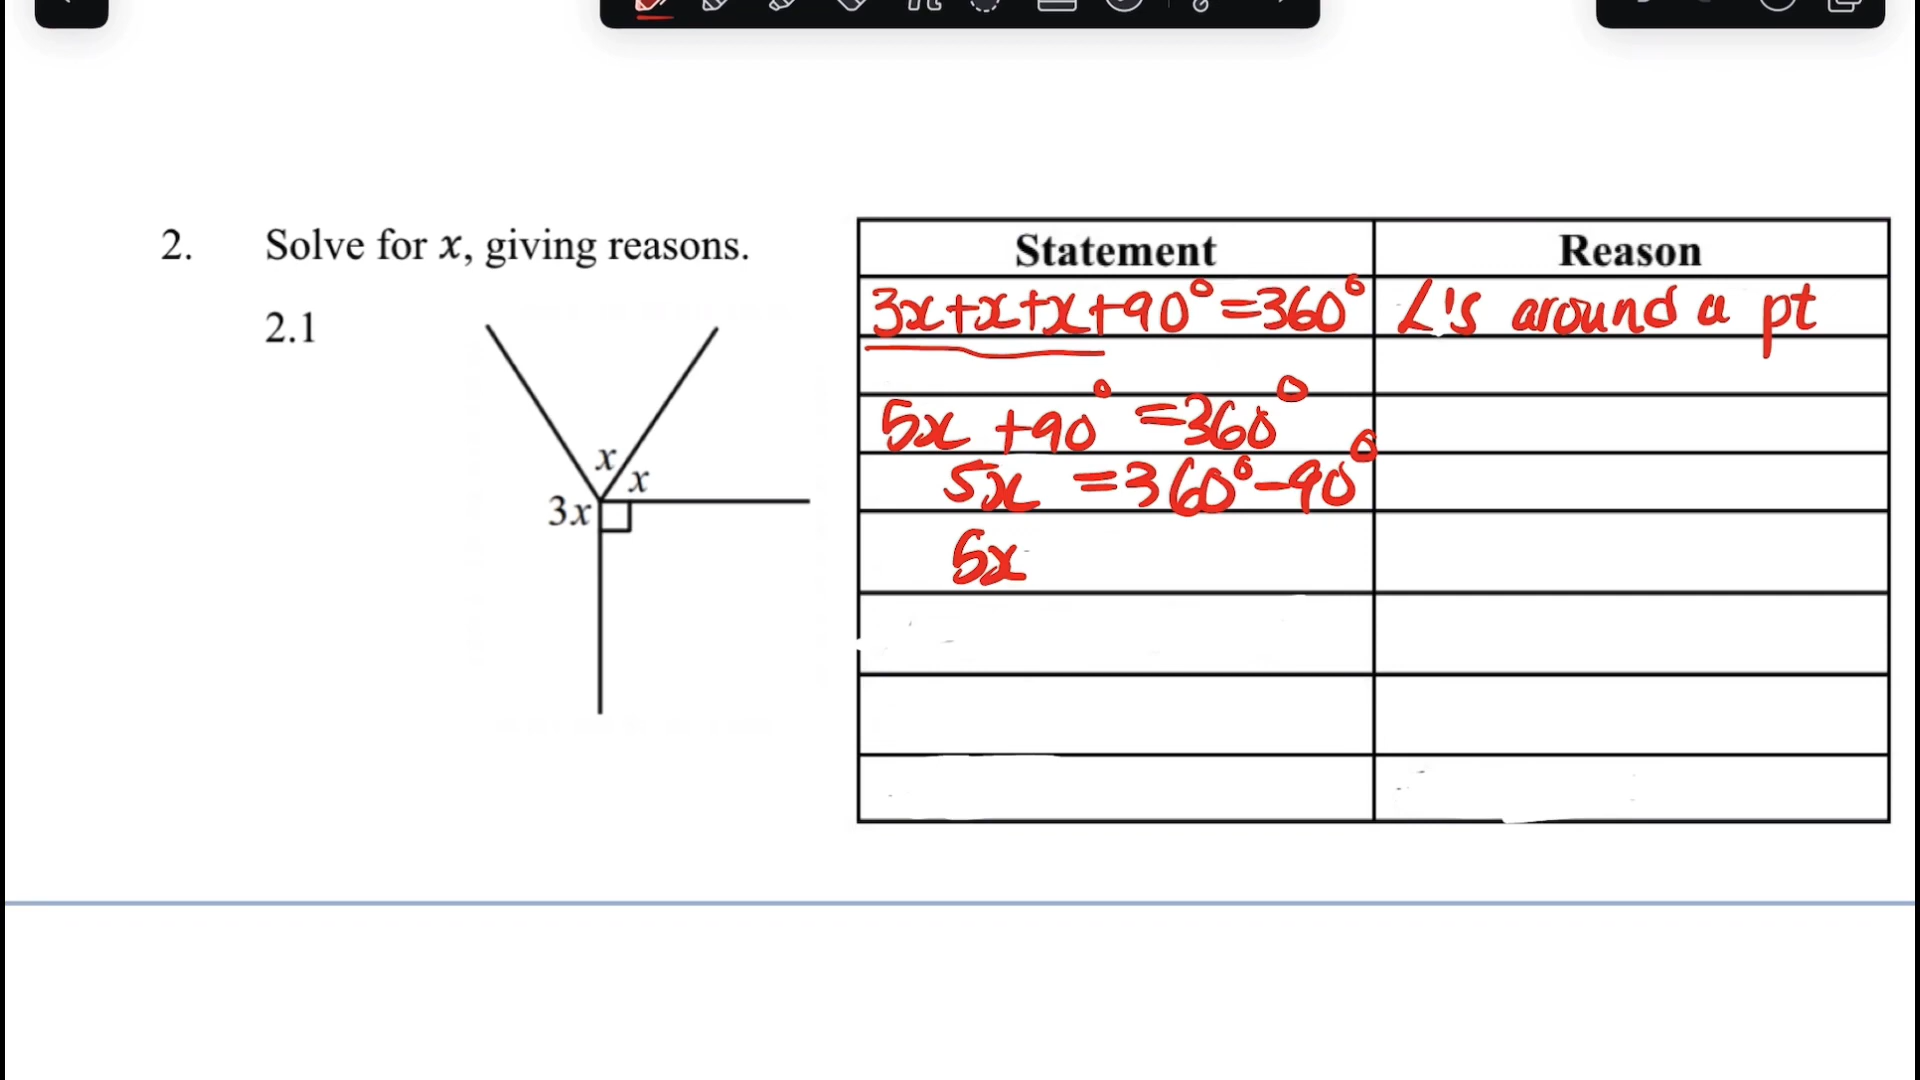 2. Solve for x, giving reasons.
2.1
x
x
3x
Statement Reason
3x+x+x+90°=360° ∠'s around a pt
5x +90° =360°
5x =360°-90°
5x